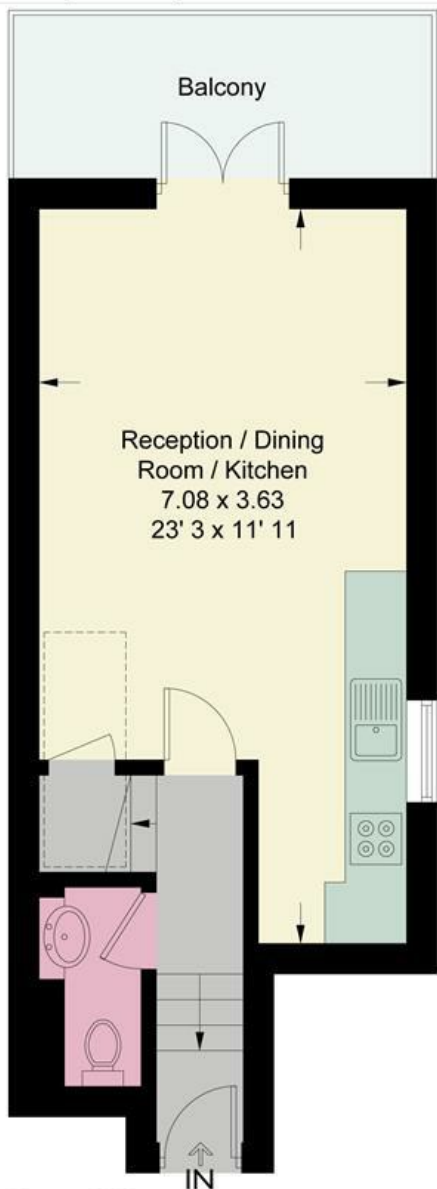 Balcony
Reception / Dining
Room / Kitchen
7.08 x 3.63
23' 3 x 11' 11
IN